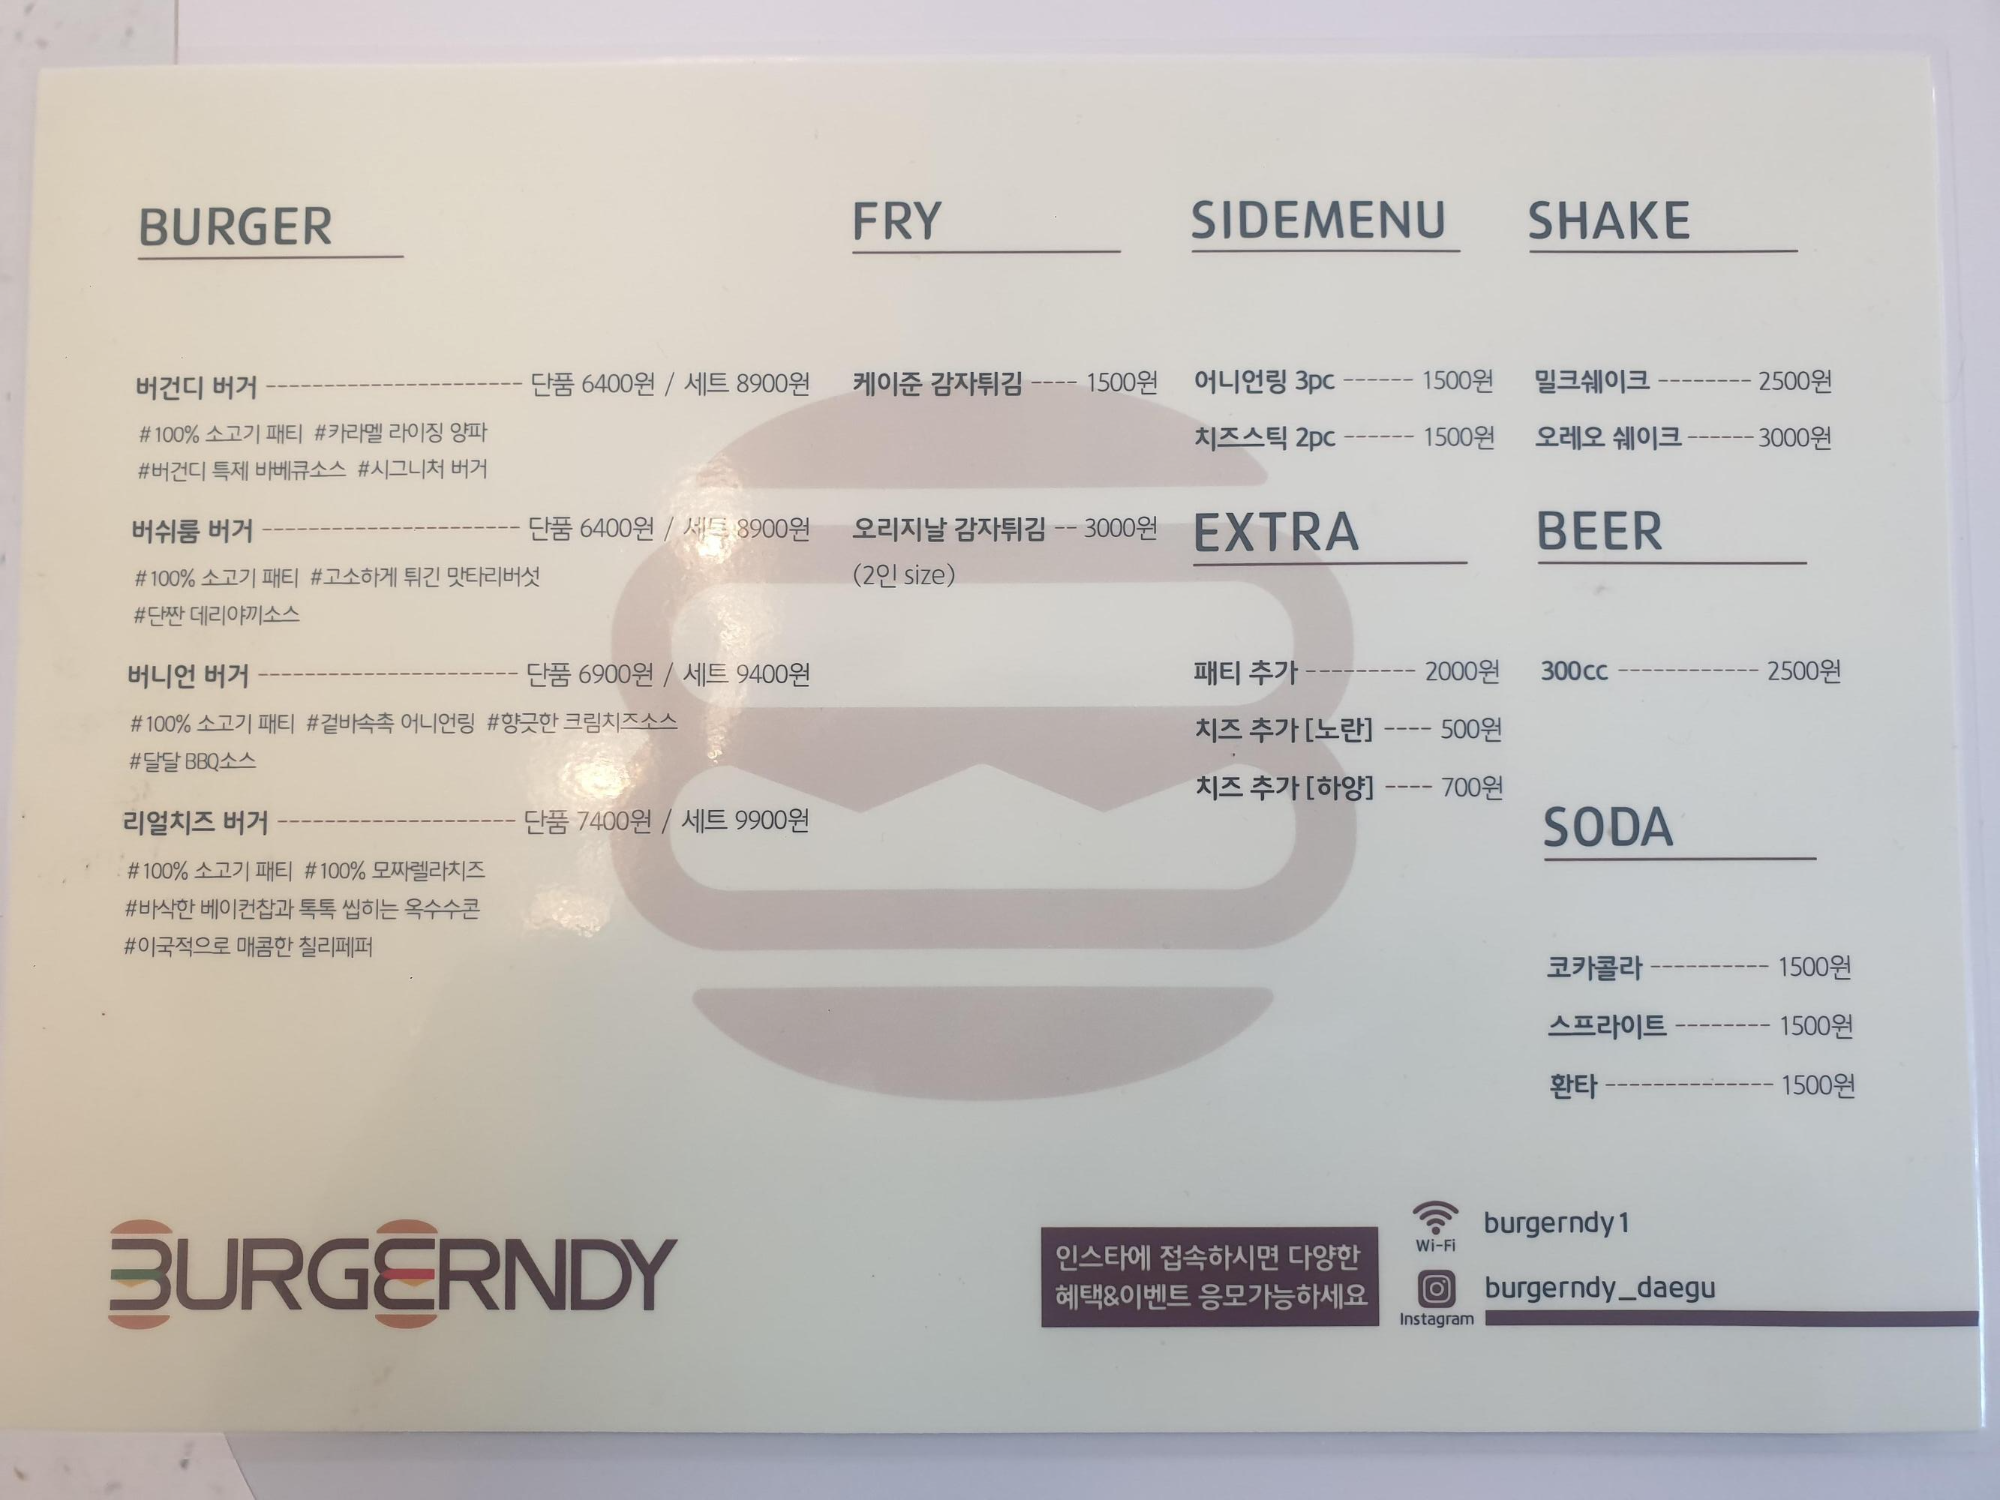 BURGER
버건디 버거 ---------------------- 단품 6400원 / 세트 8900원
#100% 소고기 패티 #카라멜 라이징 양파
#버건디 특제 바베큐소스 #시그니처 버거
버쉬룸 버거 ---------------------- 단품 6400원 / 세트 8900원
#100% 소고기 패티 #고소하게 튀긴 맛타리버섯
#단짠 데리야끼소스
버니언 버거 ---------------------- 단품 6900원 / 세트 9400원
#100% 소고기 패티 #겉바속촉 어니언링 #향긋한 크림치즈소스
#달달 BBQ소스
리얼치즈 버거 -------------------- 단품 7400원 / 세트 9900원
#100% 소고기 패티 #100% 모짜렐라치즈
#바삭한 베이컨찹과 톡톡 씹히는 옥수수콘
#이국적으로 매콤한 칠리페퍼
FRY
케이준 감자튀김 ---- 1500원
오리지날 감자튀김 -- 3000원
(2인 size)
SIDEMENU
어니언링 3pc ------ 1500원
치즈스틱 2pc ------ 1500원
EXTRA
패티 추가 --------- 2000원
치즈 추가 [노란] ---- 500원
치즈 추가 [하양] ---- 700원
SHAKE
밀크쉐이크 -------- 2500원
오레오 쉐이크 ------ 3000원
BEER
300cc ------------ 2500원
SODA
코카콜라 ---------- 1500원
스프라이트 -------- 1500원
환타 -------------- 1500원
BURGERNDY
인스타에 접속하시면 다양한
혜택&이벤트 응모가능하세요
Wi-Fi burgerndy1
Instagram burgerndy_daegu